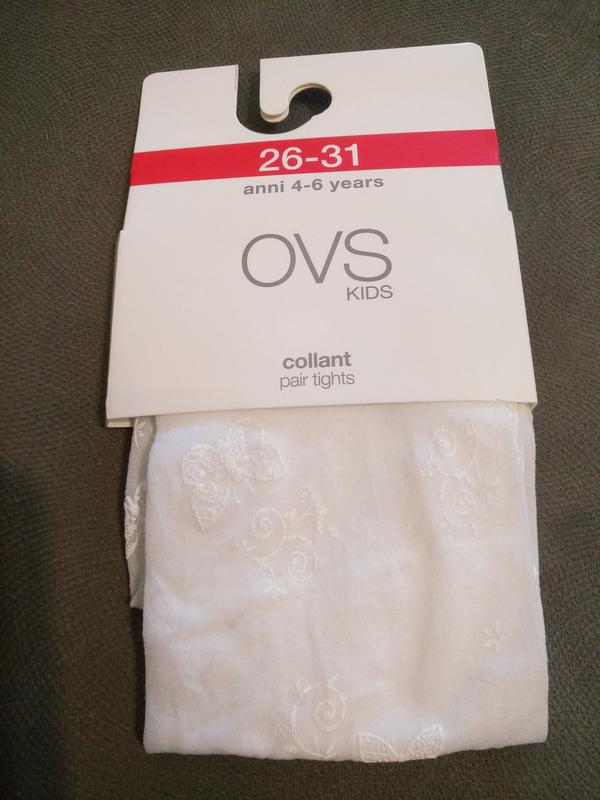 26-31
anni 4-6 years
OVS
KIDS
collant
pair tights